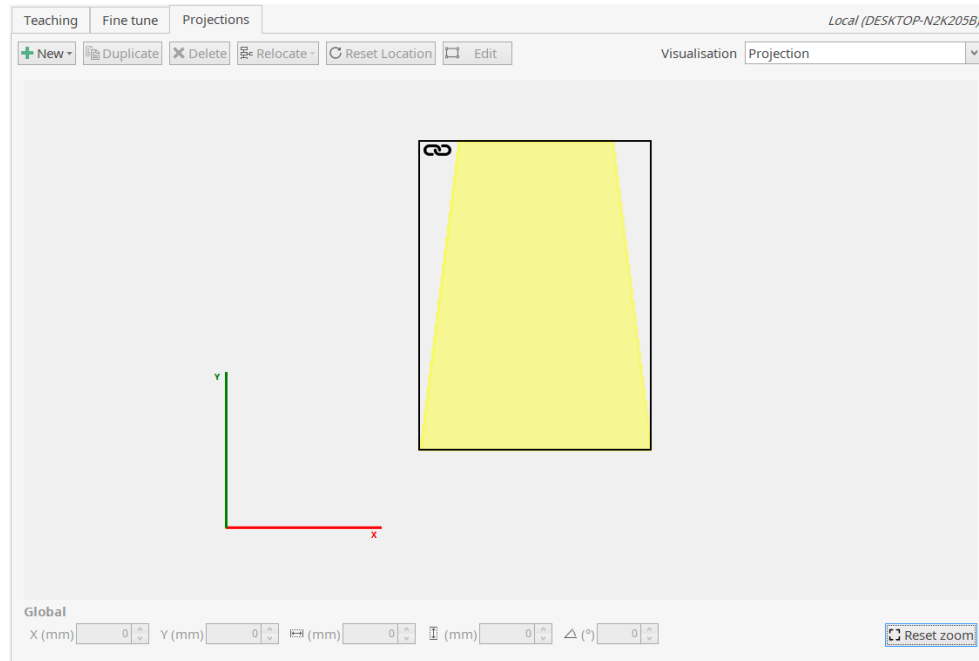 Teaching Fine tune Projections Local (DESKTOP-N2K205B)
New Duplicate Delete Relocate Reset Location Edit Visualisation Projection
Y
X
Global
X (mm) 0 Y (mm) 0 (mm) 0 (mm) 0 (°) 0 Reset zoom